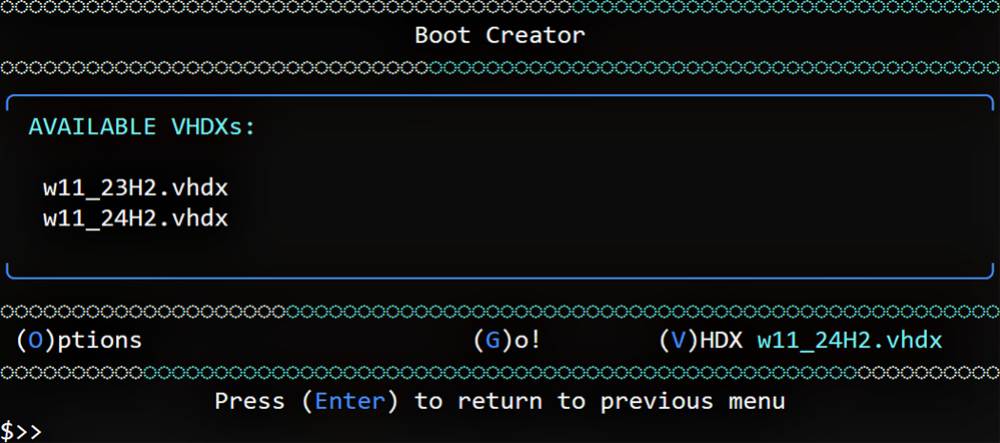 Boot Creator
AVAILABLE VHDXs:
w11_23H2.vhdx
w11_24H2.vhdx
(O)ptions (G)o! (V)HDX w11_24H2.vhdx
Press (Enter) to return to previous menu
$>>